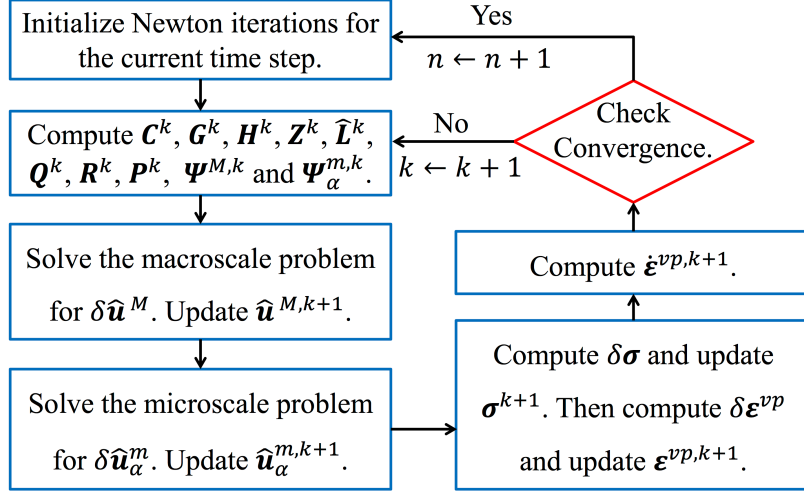 Initialize Newton iterations for
the current time step.
Yes
n ← n + 1
Compute C^k, G^k, H^k, Z^k, L̂^k,
Q^k, R^k, P^k, Ψ^{M,k} and Ψ_α^{m,k}.
No
k ← k + 1
Check
Convergence.
Solve the macroscale problem
for δû^M. Update û^{M,k+1}.
Solve the microscale problem
for δû_α^m. Update û_α^{m,k+1}.
Compute δσ and update
σ^{k+1}. Then compute δε^{vp}
and update ε^{vp,k+1}.
Compute ε̇^{vp,k+1}.